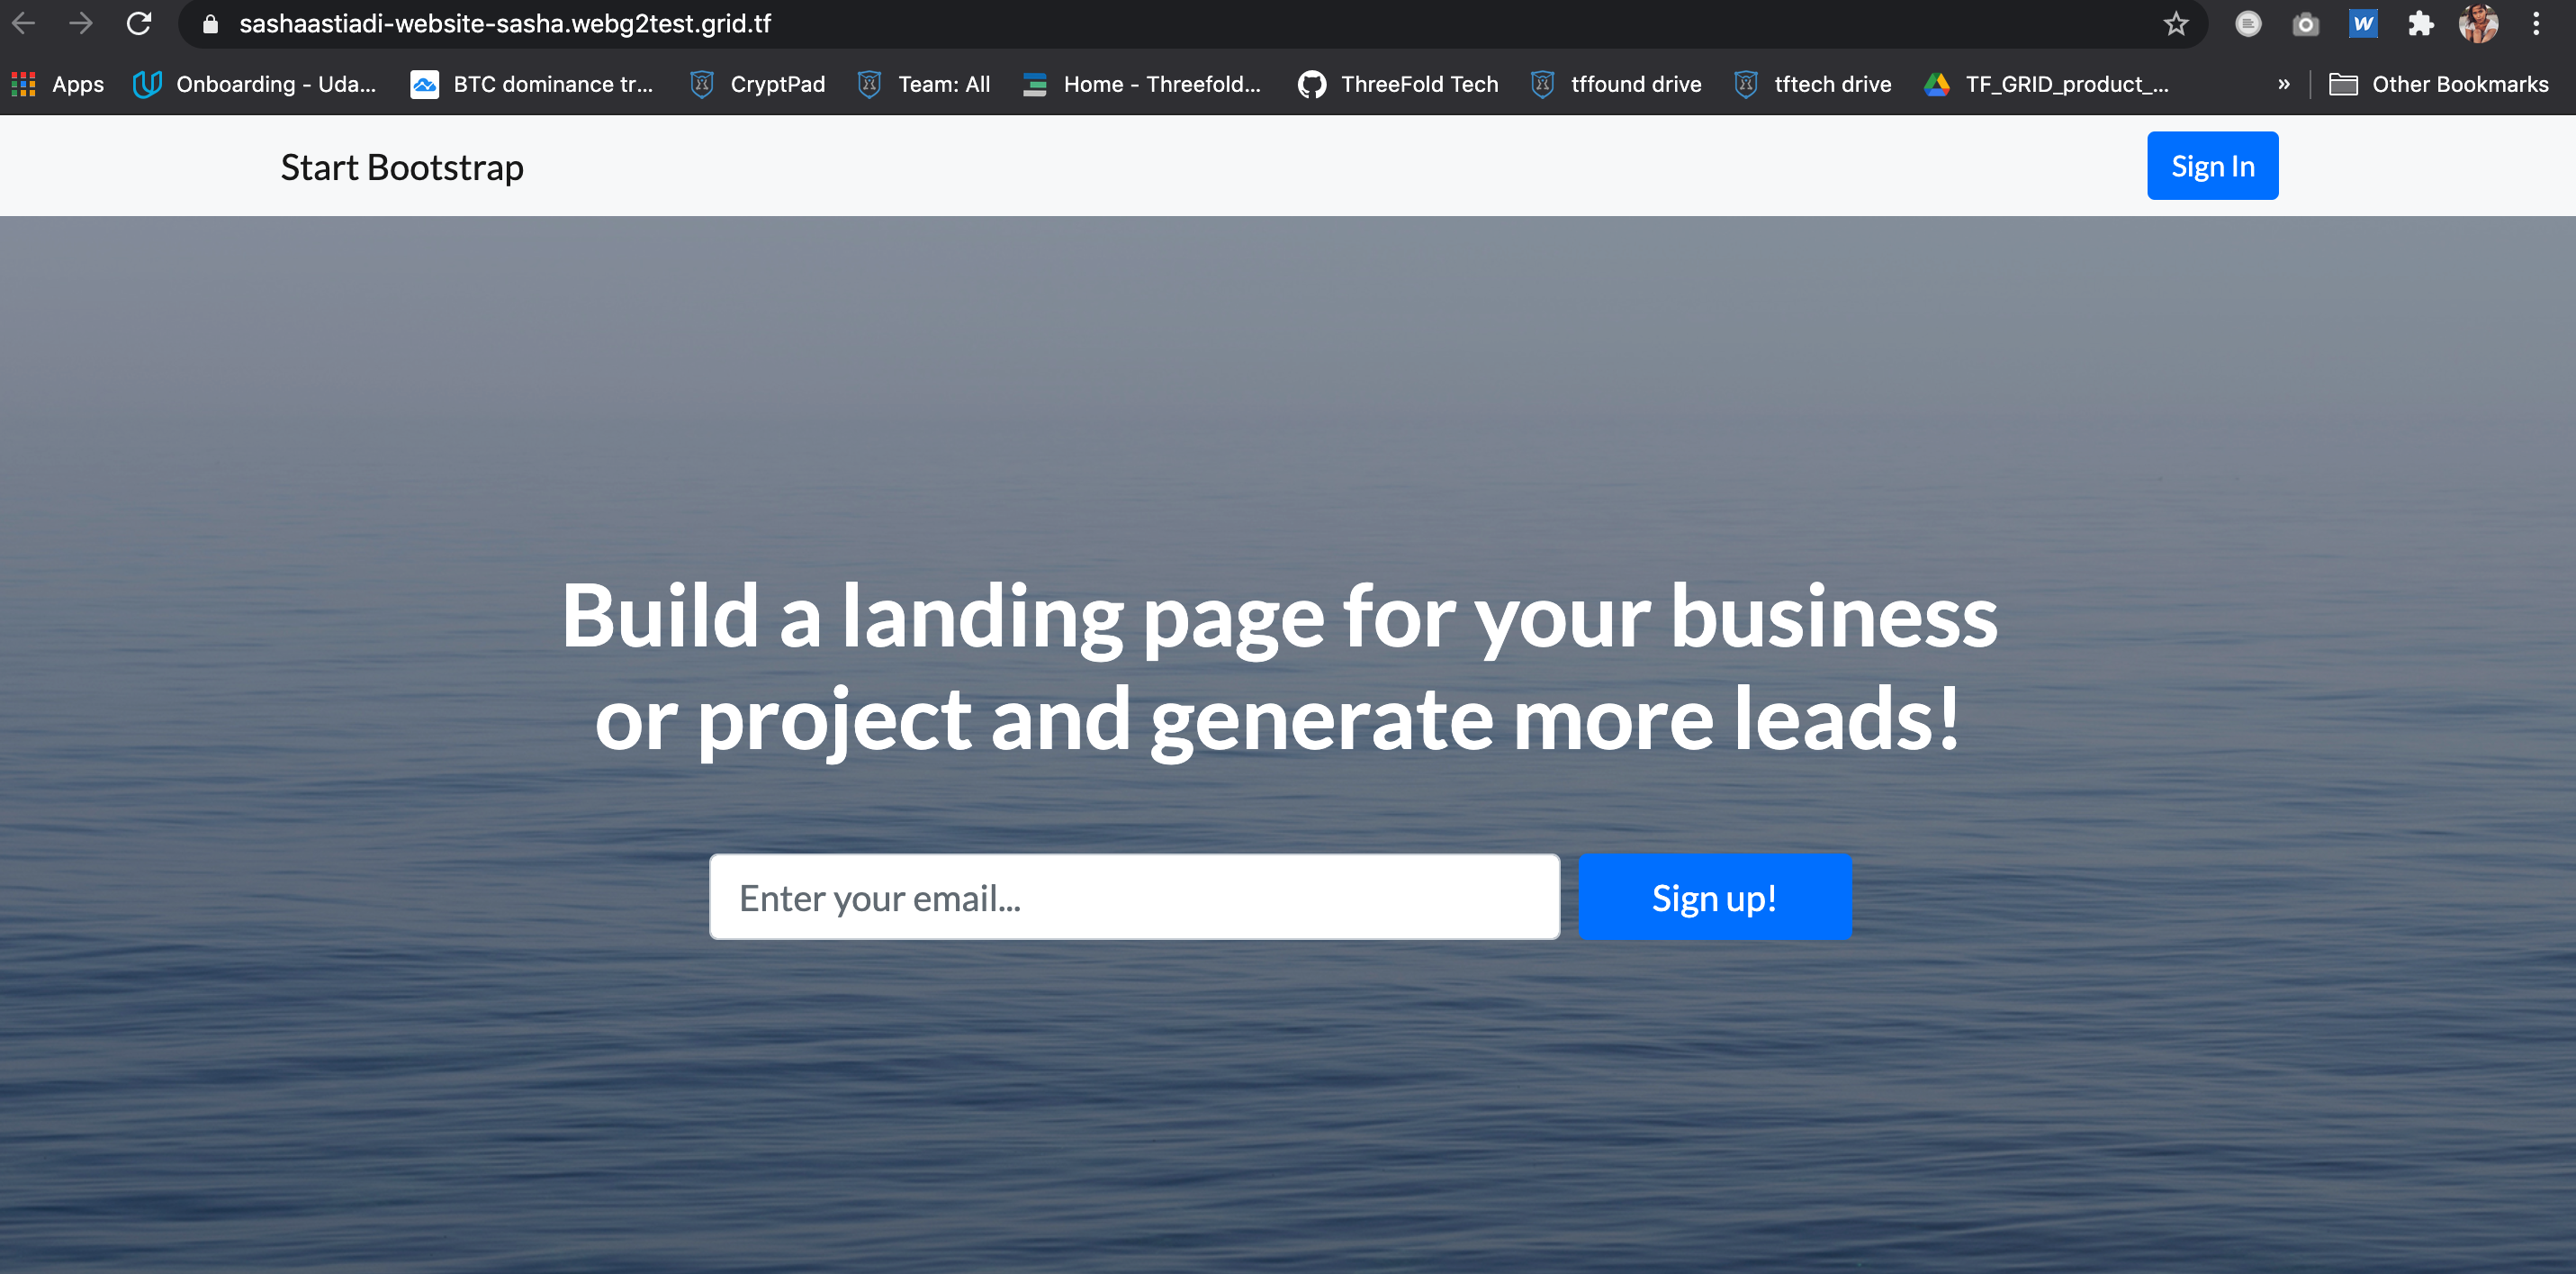 sashaastiadi-website-sasha.webg2test.grid.tf
W
Apps Onboarding - Uda... BTC dominance tr... CryptPad Team: All Home - Threefold... ThreeFold Tech tffound drive tftech drive TF_GRID_product_... » Other Bookmarks
Start Bootstrap Sign In
Build a landing page for your business
or project and generate more leads!
Enter your email... Sign up!